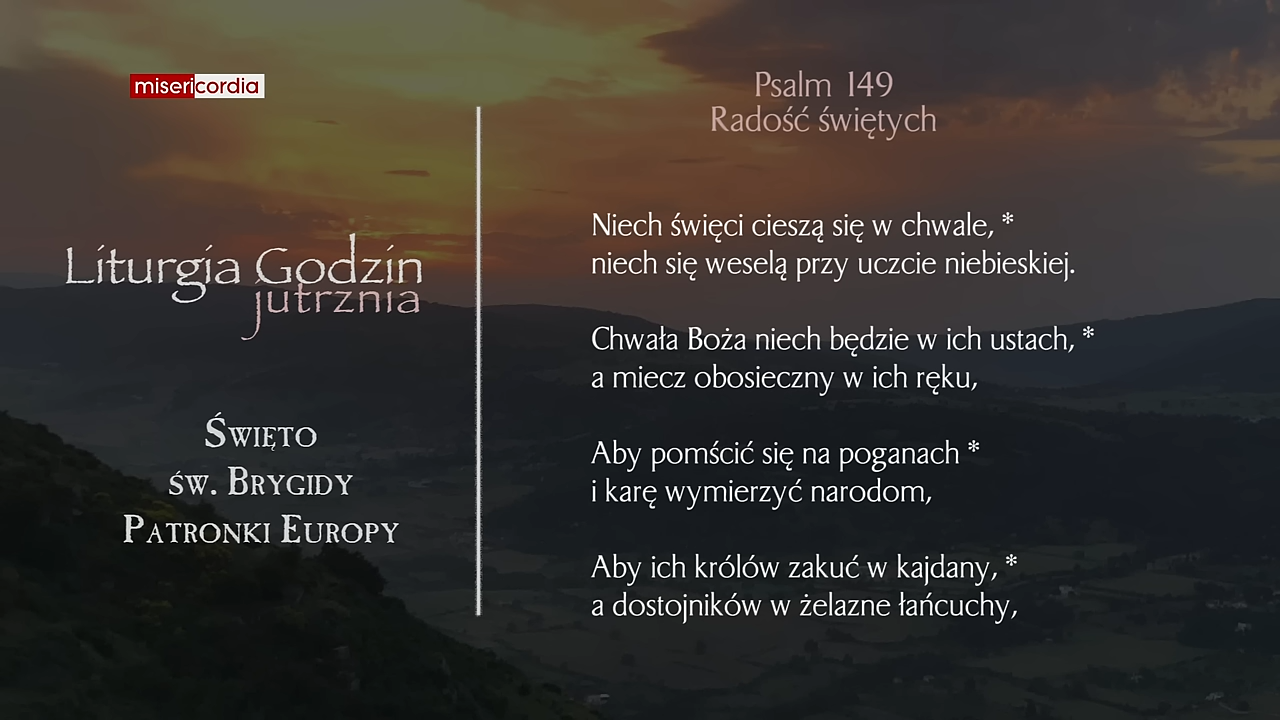 misericordia
Liturgia Godzin
jutrznia
Święto
św. Brygidy
Patronki Europy
Psalm 149
Radość świętych
Niech święci cieszą się w chwale, *
niech się weselą przy uczcie niebieskiej.
Chwała Boża niech będzie w ich ustach, *
a miecz obosieczny w ich ręku,
Aby pomścić się na poganach *
i karę wymierzyć narodom,
Aby ich królów zakuć w kajdany, *
a dostojników w żelazne łańcuchy,